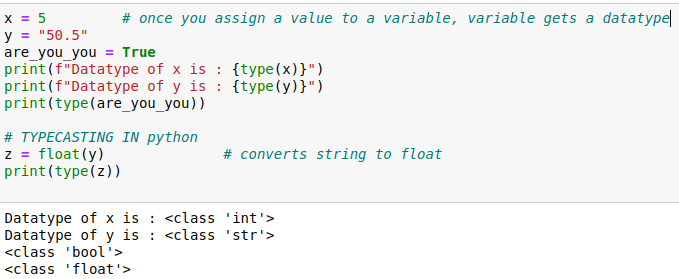 x = 5         # once you assign a value to a variable, variable gets a datatype
y = "50.5"
are_you_you = True
print(f"Datatype of x is : {type(x)}")
print(f"Datatype of y is : {type(y)}")
print(type(are_you_you))
# TYPECASTING IN python
z = float(y)              # converts string to float
print(type(z))
Datatype of x is : <class 'int'>
Datatype of y is : <class 'str'>
<class 'bool'>
<class 'float'>